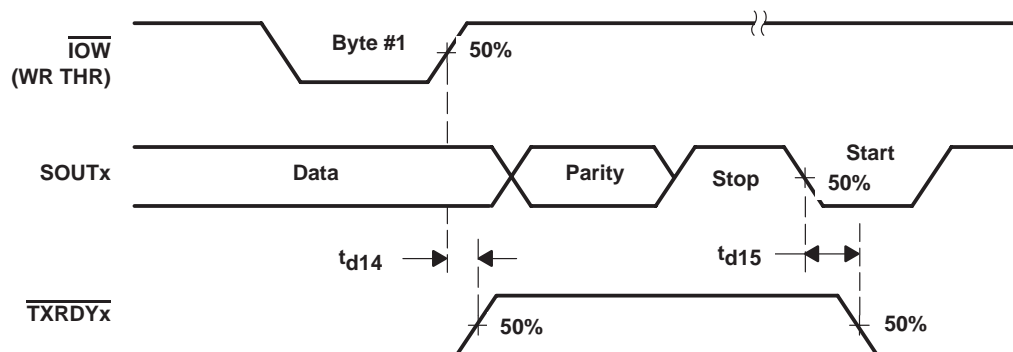 IOW
(WR THR)
Byte #1
50%
SOUTx
Data
Parity
Stop
Start
50%
td14
td15
TXRDYx
50%
50%